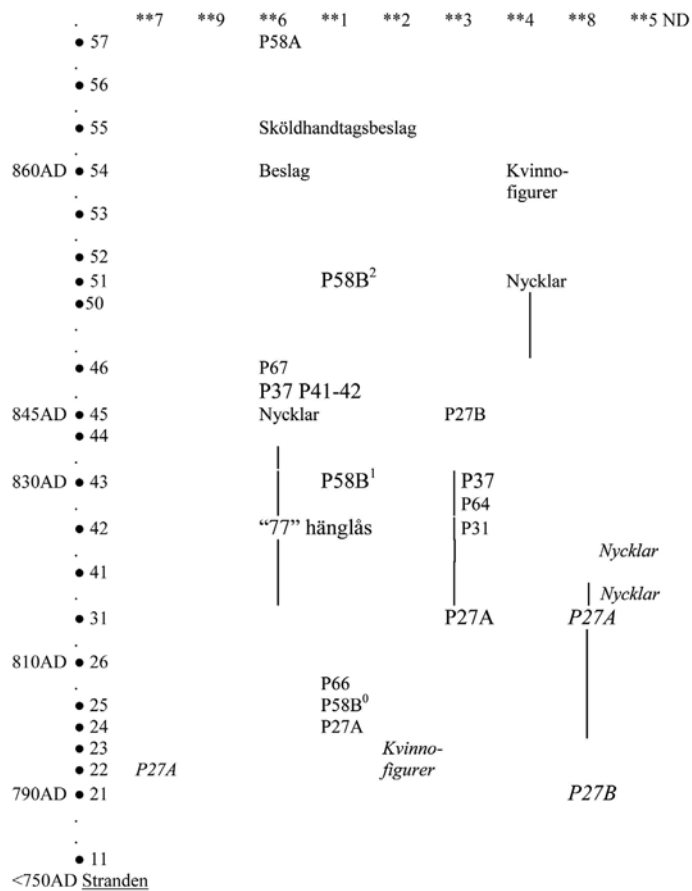 **7 **9 **6 **1 **2 **3 **4 **8 **5 ND
57 P58A
56
55 Sköldhandtagsbeslag
860AD 54 Beslag Kvinno-
figurer
53
52
51 P58B² Nycklar
50
46 P67
P37 P41-42
845AD 45 Nycklar P27B
44
830AD 43 P58B¹ P37
P64
42 “77” hänglås P31
Nycklar
41
Nycklar
31 P27A P27A
810AD 26
P66
25 P58B⁰
24 P27A
23 Kvinno-
22 P27A figurer
790AD 21 P27B
11
<750AD Stranden